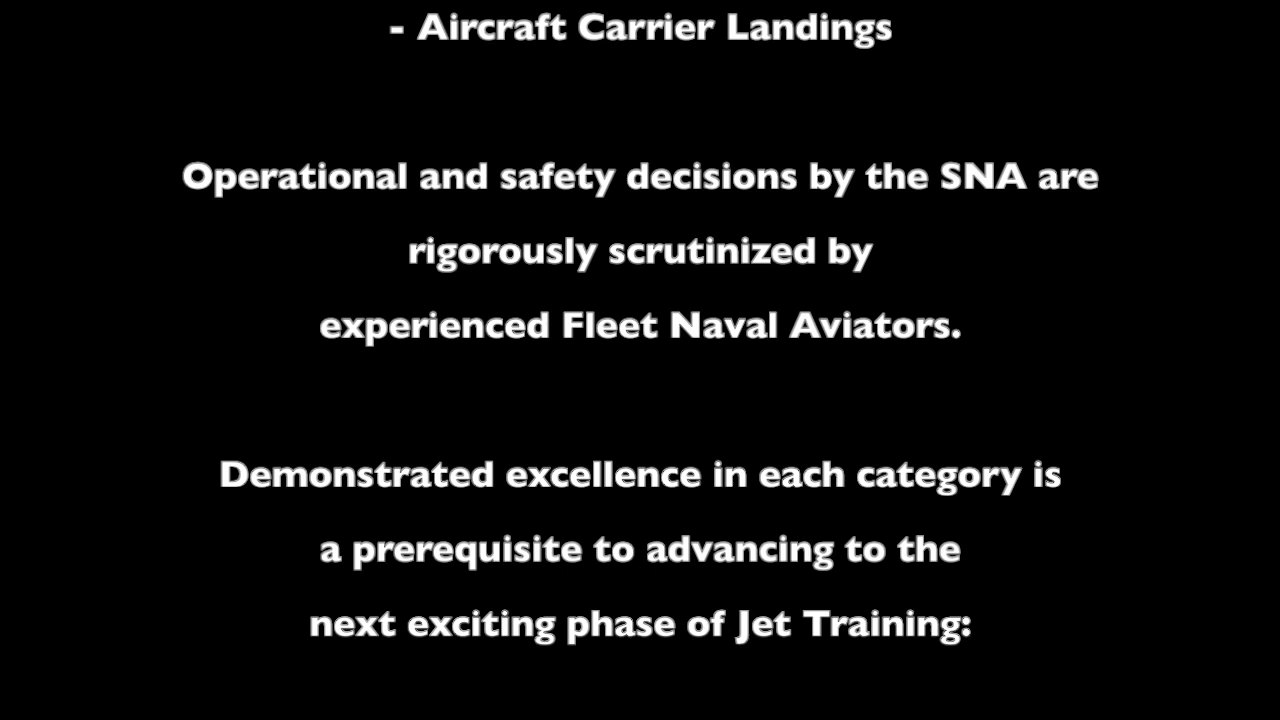 - Aircraft Carrier Landings
Operational and safety decisions by the SNA are
rigorously scrutinized by
experienced Fleet Naval Aviators.
Demonstrated excellence in each category is
a prerequisite to advancing to the
next exciting phase of Jet Training: